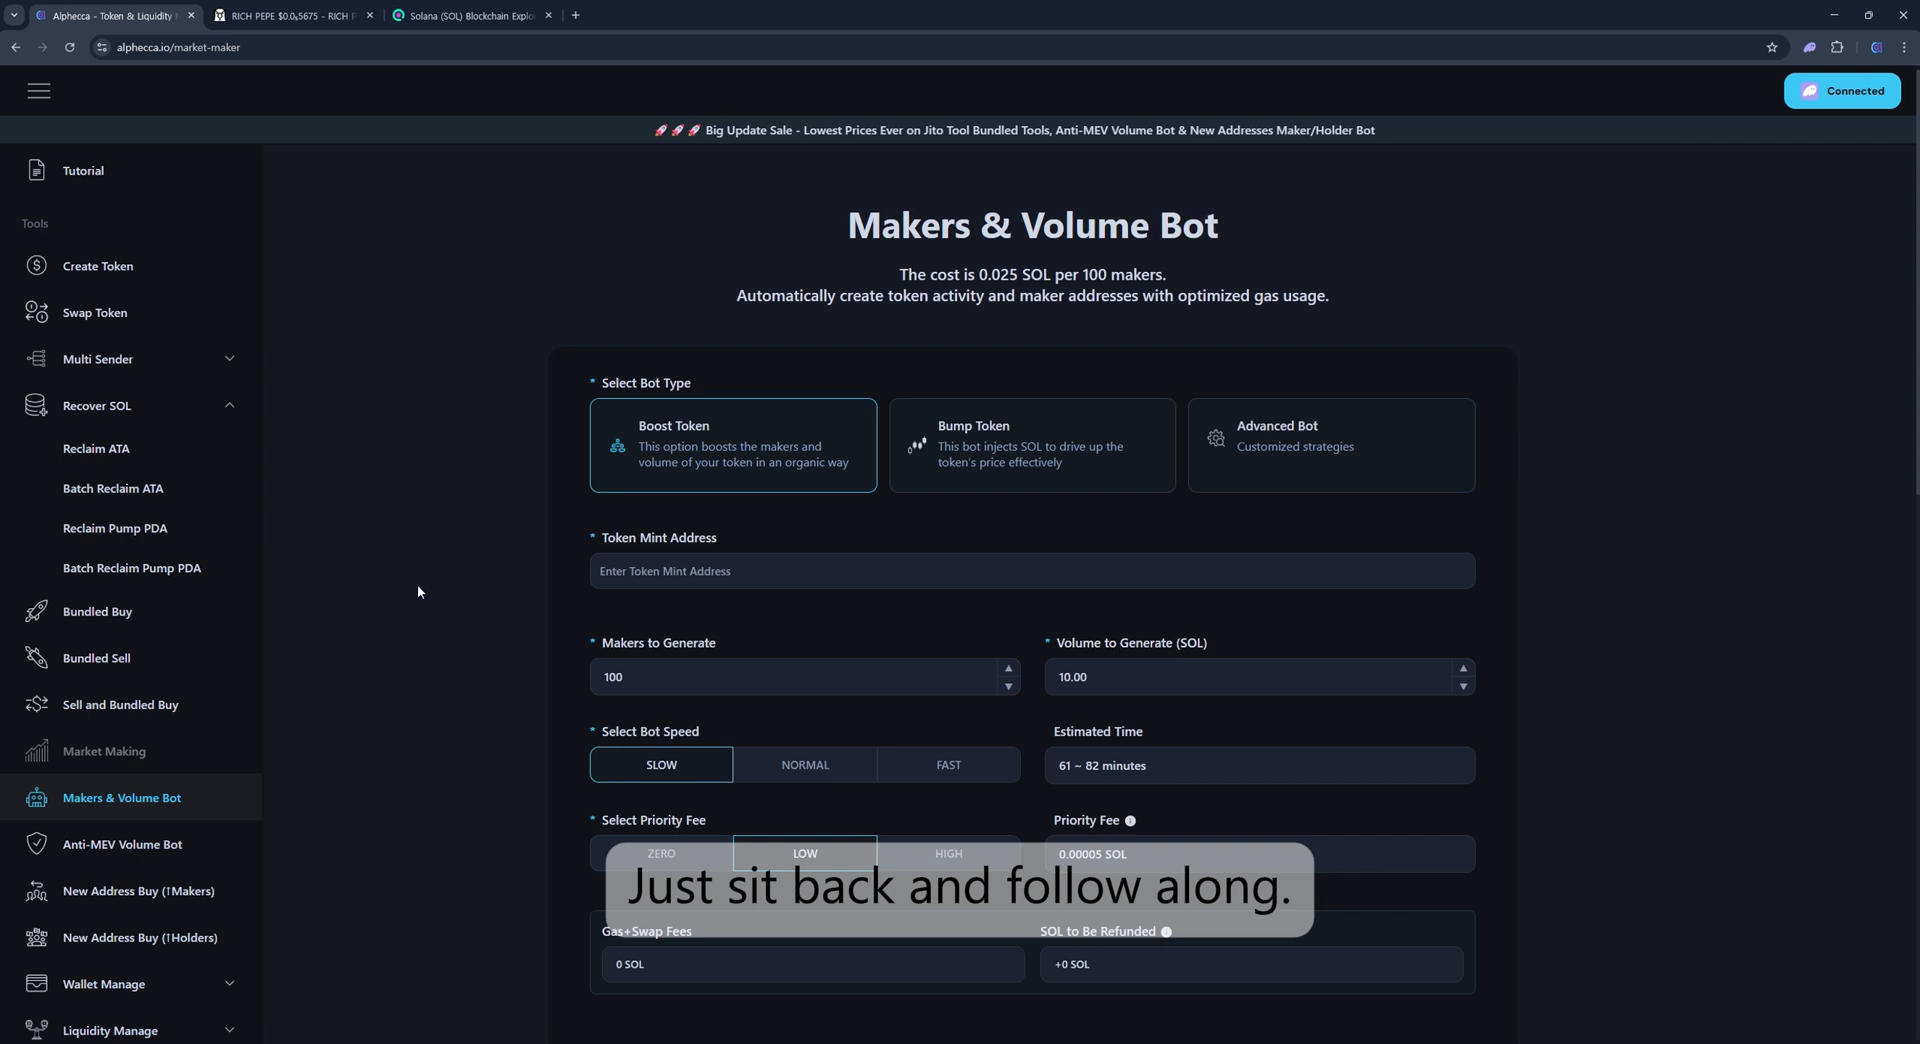 Alphecca - Token & Liquidity
RICH PEPE $0.0₅5675 - RICH P
Solana (SOL) Blockchain Explo
alphecca.io/market-maker
Connected
🚀 🚀 🚀 Big Update Sale - Lowest Prices Ever on Jito Tool Bundled Tools, Anti-MEV Volume Bot & New Addresses Maker/Holder Bot
Tutorial
Tools
Create Token
Swap Token
Multi Sender
Recover SOL
Reclaim ATA
Batch Reclaim ATA
Reclaim Pump PDA
Batch Reclaim Pump PDA
Bundled Buy
Bundled Sell
Sell and Bundled Buy
Market Making
Makers & Volume Bot
Anti-MEV Volume Bot
New Address Buy (↑Makers)
New Address Buy (↑Holders)
Wallet Manage
Liquidity Manage
Makers & Volume Bot
The cost is 0.025 SOL per 100 makers.
Automatically create token activity and maker addresses with optimized gas usage.
* Select Bot Type
Boost Token
This option boosts the makers and
volume of your token in an organic way
Bump Token
This bot injects SOL to drive up the
token's price effectively
Advanced Bot
Customized strategies
* Token Mint Address
Enter Token Mint Address
* Makers to Generate
100
* Volume to Generate (SOL)
10.00
* Select Bot Speed
SLOW NORMAL FAST
Estimated Time
61 ~ 82 minutes
* Select Priority Fee
ZERO LOW HIGH
Priority Fee
0.00005 SOL
Just sit back and follow along.
Gas+Swap Fees
0 SOL
SOL to Be Refunded
+0 SOL